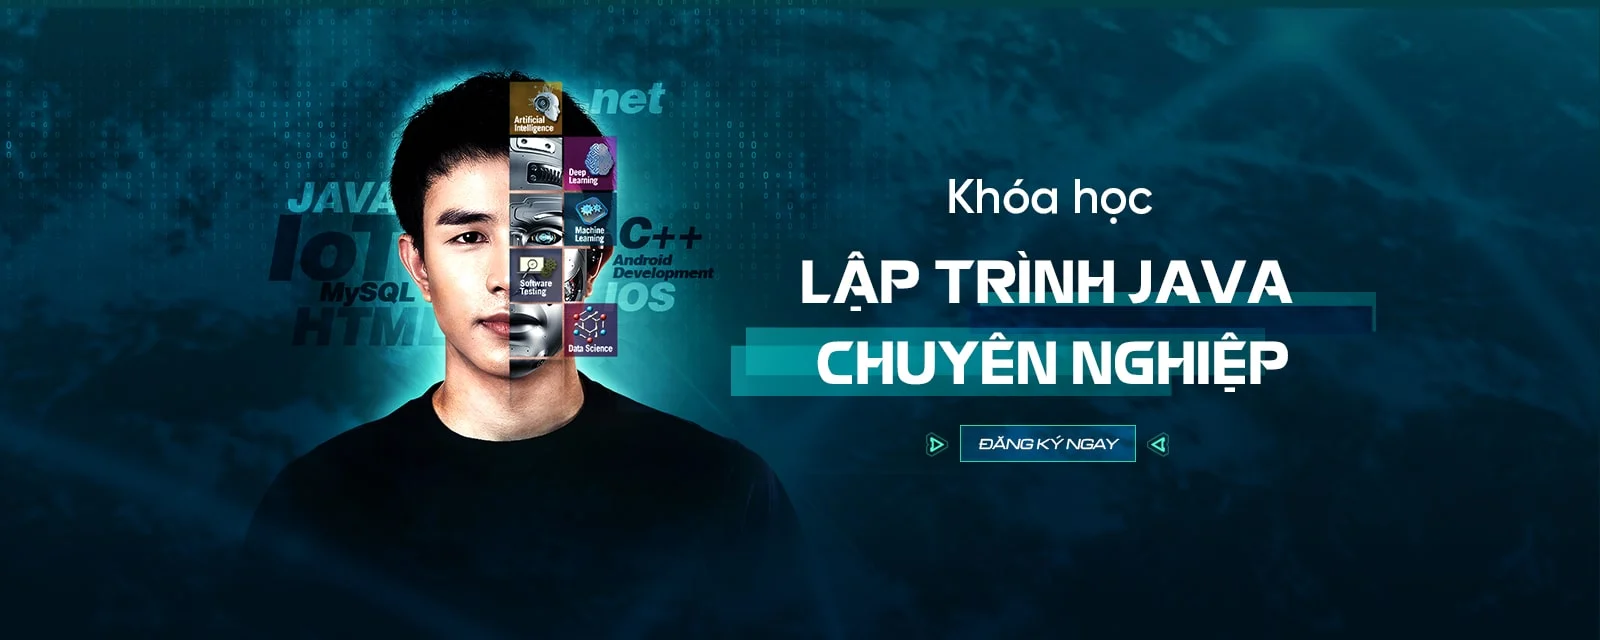 .net
Artificial
Intelligence
Deep
Learning
JAVA
IoT
Machine
Learning
C++
Android
Development
Software
Testing
MySQL
iOS
HTML
Data Science
Khóa học
LẬP TRÌNH JAVA
CHUYÊN NGHIỆP
ĐĂNG KÝ NGAY